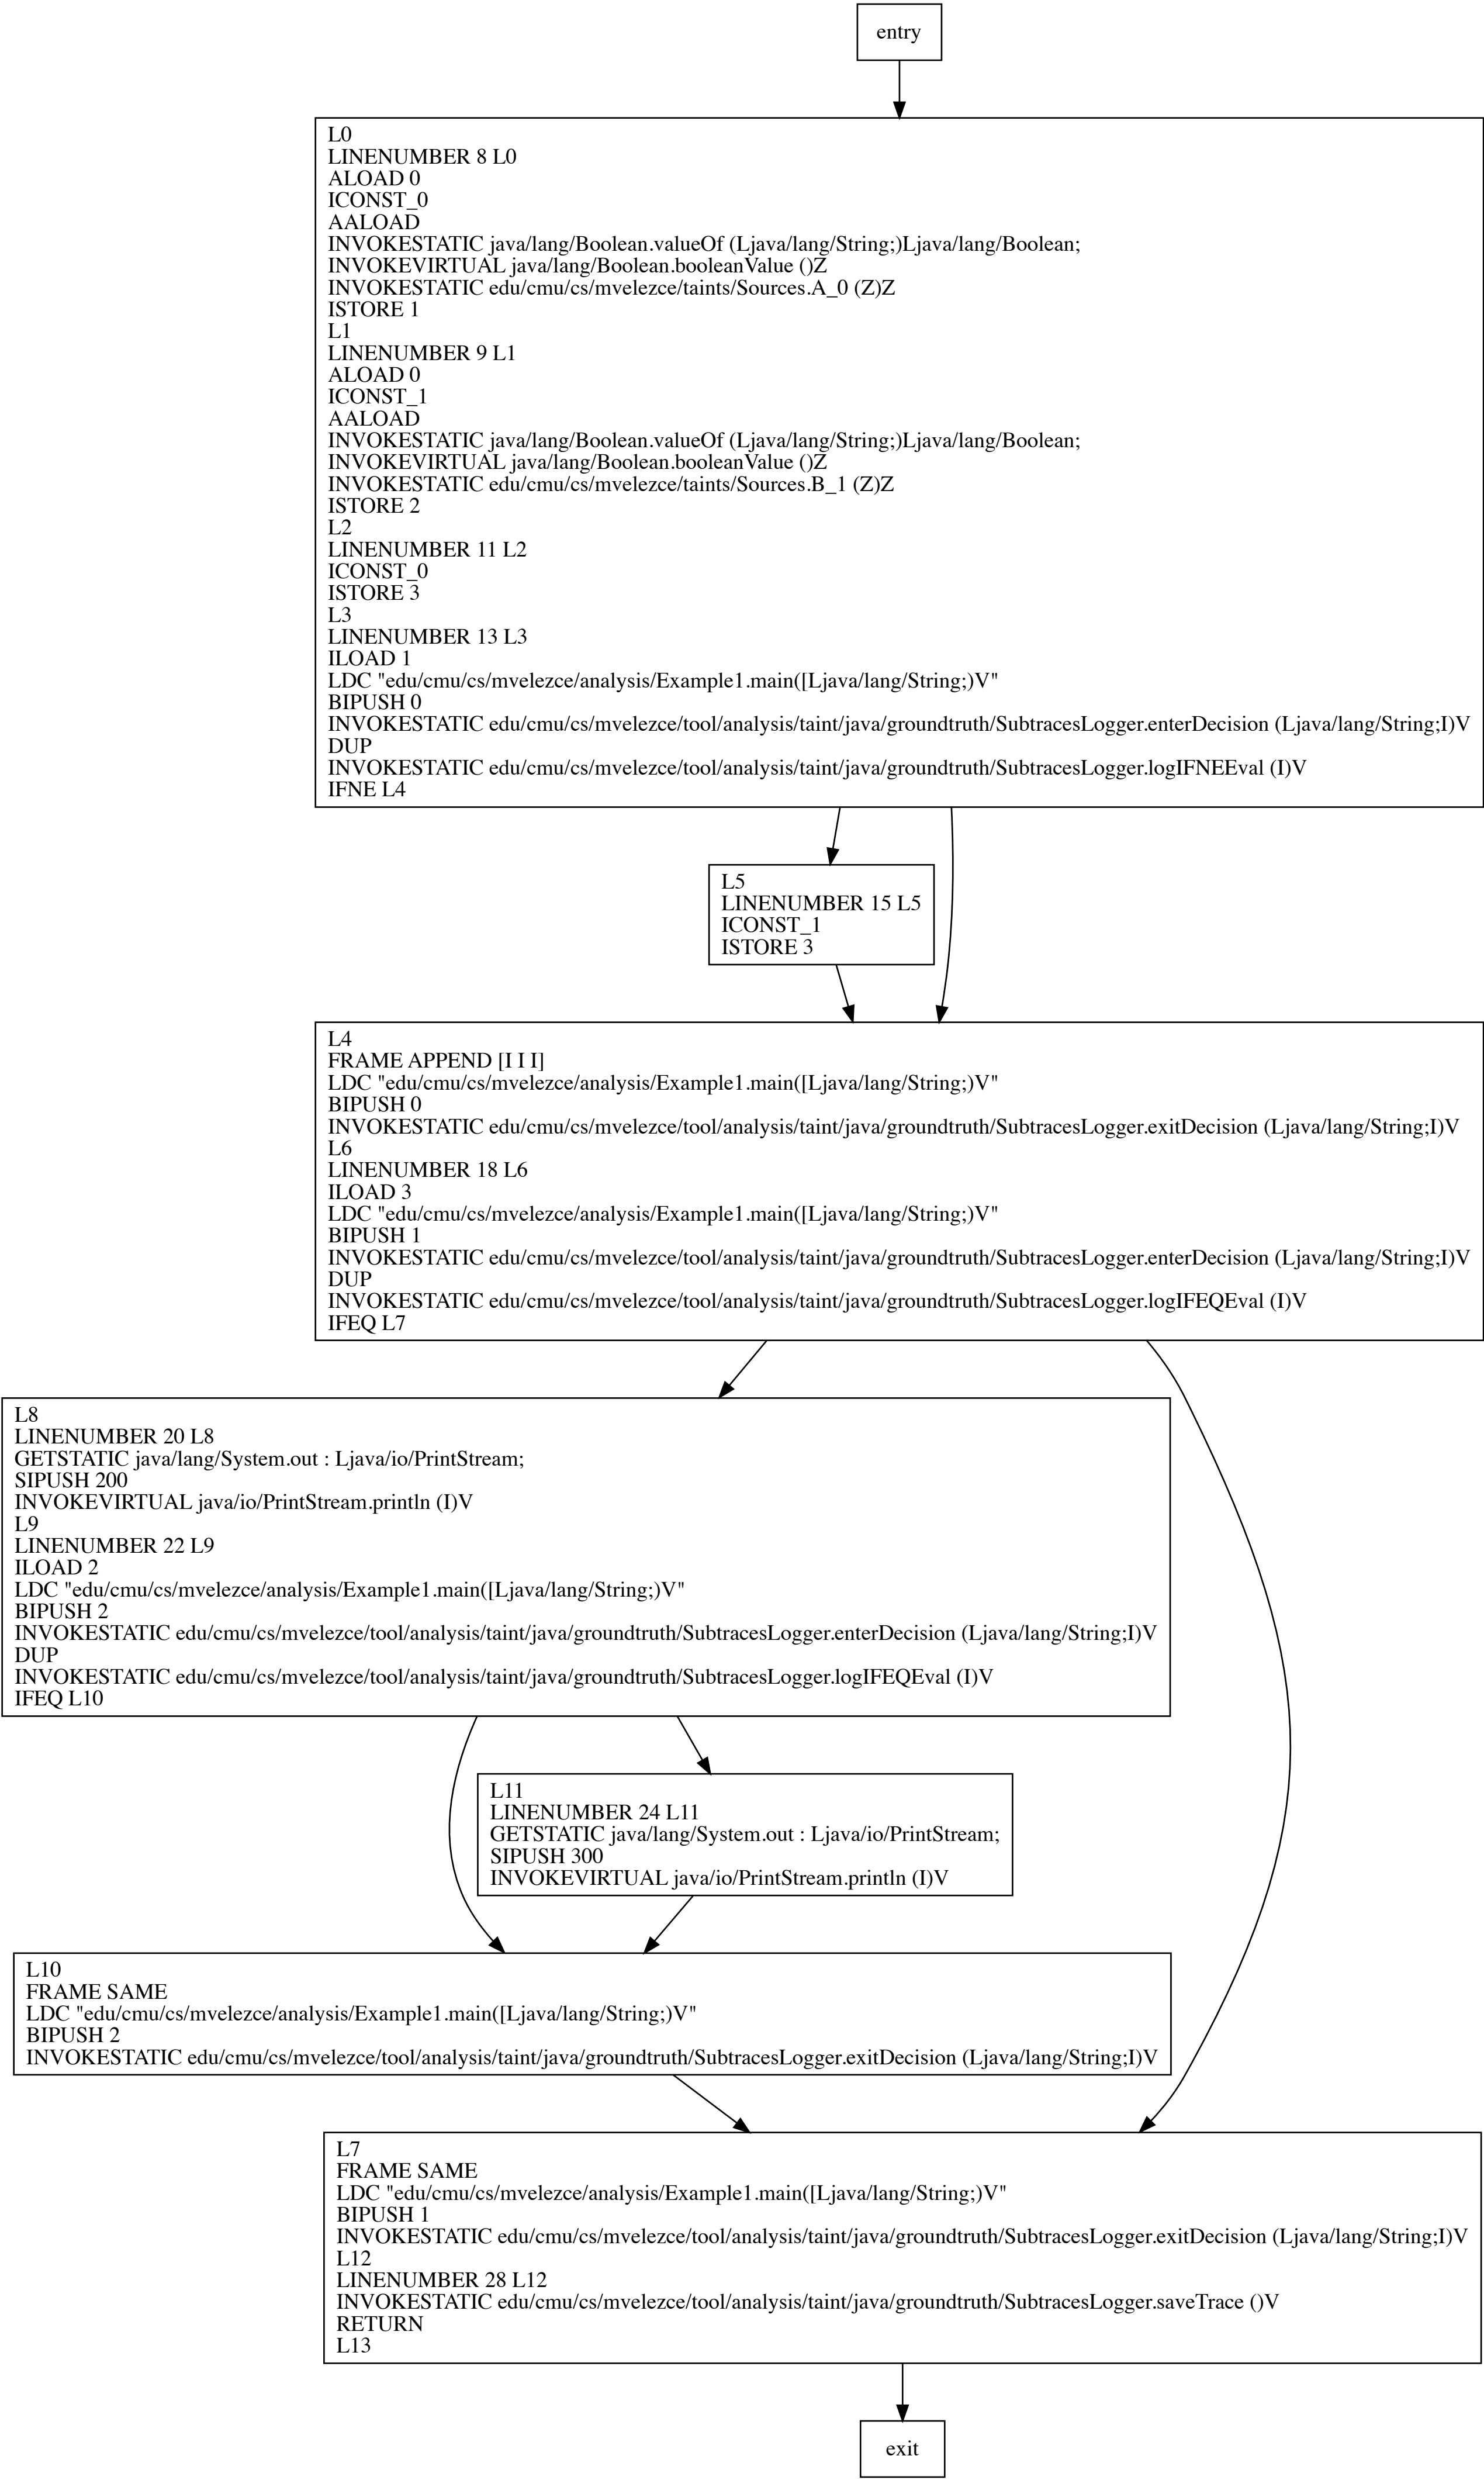 entry
L0
LINENUMBER 8 L0
ALOAD 0
ICONST_0
AALOAD
INVOKESTATIC java/lang/Boolean.valueOf (Ljava/lang/String;)Ljava/lang/Boolean;
INVOKEVIRTUAL java/lang/Boolean.booleanValue ()Z
INVOKESTATIC edu/cmu/cs/mvelezce/taints/Sources.A_0 (Z)Z
ISTORE 1
L1
LINENUMBER 9 L1
ALOAD 0
ICONST_1
AALOAD
INVOKESTATIC java/lang/Boolean.valueOf (Ljava/lang/String;)Ljava/lang/Boolean;
INVOKEVIRTUAL java/lang/Boolean.booleanValue ()Z
INVOKESTATIC edu/cmu/cs/mvelezce/taints/Sources.B_1 (Z)Z
ISTORE 2
L2
LINENUMBER 11 L2
ICONST_0
ISTORE 3
L3
LINENUMBER 13 L3
ILOAD 1
LDC "edu/cmu/cs/mvelezce/analysis/Example1.main([Ljava/lang/String;)V"
BIPUSH 0
INVOKESTATIC edu/cmu/cs/mvelezce/tool/analysis/taint/java/groundtruth/SubtracesLogger.enterDecision (Ljava/lang/String;I)V
DUP
INVOKESTATIC edu/cmu/cs/mvelezce/tool/analysis/taint/java/groundtruth/SubtracesLogger.logIFNEEval (I)V
IFNE L4
L5
LINENUMBER 15 L5
ICONST_1
ISTORE 3
L4
FRAME APPEND [I I I]
LDC "edu/cmu/cs/mvelezce/analysis/Example1.main([Ljava/lang/String;)V"
BIPUSH 0
INVOKESTATIC edu/cmu/cs/mvelezce/tool/analysis/taint/java/groundtruth/SubtracesLogger.exitDecision (Ljava/lang/String;I)V
L6
LINENUMBER 18 L6
ILOAD 3
LDC "edu/cmu/cs/mvelezce/analysis/Example1.main([Ljava/lang/String;)V"
BIPUSH 1
INVOKESTATIC edu/cmu/cs/mvelezce/tool/analysis/taint/java/groundtruth/SubtracesLogger.enterDecision (Ljava/lang/String;I)V
DUP
INVOKESTATIC edu/cmu/cs/mvelezce/tool/analysis/taint/java/groundtruth/SubtracesLogger.logIFEQEval (I)V
IFEQ L7
L8
LINENUMBER 20 L8
GETSTATIC java/lang/System.out : Ljava/io/PrintStream;
SIPUSH 200
INVOKEVIRTUAL java/io/PrintStream.println (I)V
L9
LINENUMBER 22 L9
ILOAD 2
LDC "edu/cmu/cs/mvelezce/analysis/Example1.main([Ljava/lang/String;)V"
BIPUSH 2
INVOKESTATIC edu/cmu/cs/mvelezce/tool/analysis/taint/java/groundtruth/SubtracesLogger.enterDecision (Ljava/lang/String;I)V
DUP
INVOKESTATIC edu/cmu/cs/mvelezce/tool/analysis/taint/java/groundtruth/SubtracesLogger.logIFEQEval (I)V
IFEQ L10
L11
LINENUMBER 24 L11
GETSTATIC java/lang/System.out : Ljava/io/PrintStream;
SIPUSH 300
INVOKEVIRTUAL java/io/PrintStream.println (I)V
L10
FRAME SAME
LDC "edu/cmu/cs/mvelezce/analysis/Example1.main([Ljava/lang/String;)V"
BIPUSH 2
INVOKESTATIC edu/cmu/cs/mvelezce/tool/analysis/taint/java/groundtruth/SubtracesLogger.exitDecision (Ljava/lang/String;I)V
L7
FRAME SAME
LDC "edu/cmu/cs/mvelezce/analysis/Example1.main([Ljava/lang/String;)V"
BIPUSH 1
INVOKESTATIC edu/cmu/cs/mvelezce/tool/analysis/taint/java/groundtruth/SubtracesLogger.exitDecision (Ljava/lang/String;I)V
L12
LINENUMBER 28 L12
INVOKESTATIC edu/cmu/cs/mvelezce/tool/analysis/taint/java/groundtruth/SubtracesLogger.saveTrace ()V
RETURN
L13
exit